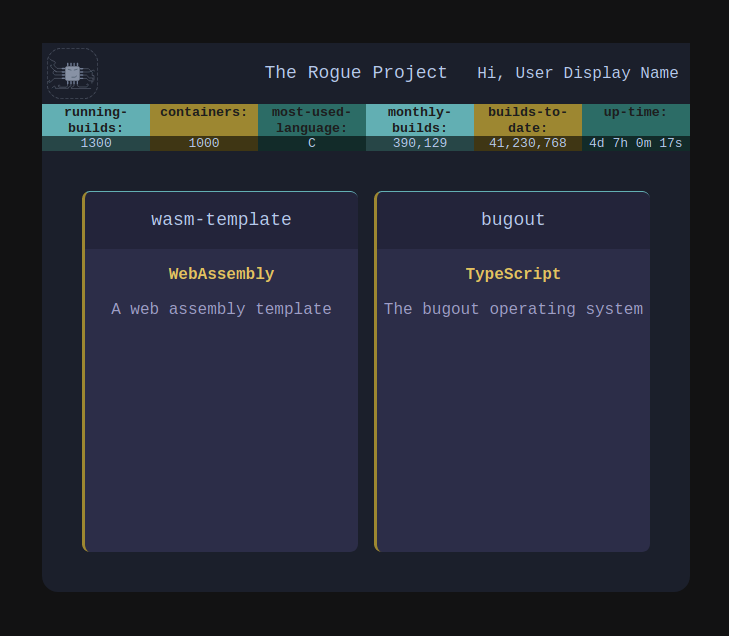 The Rogue Project
Hi, User Display Name
running-
builds:
1300
containers:
1000
most-used-
language:
C
monthly-
builds:
390,129
builds-to-
date:
41,230,768
up-time:
4d 7h 0m 17s
wasm-template
WebAssembly
A web assembly template
bugout
TypeScript
The bugout operating system